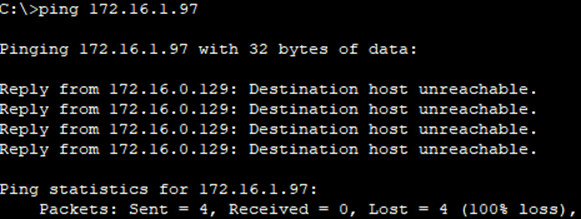 C:\>ping 172.16.1.97
Pinging 172.16.1.97 with 32 bytes of data:
Reply from 172.16.0.129: Destination host unreachable.
Reply from 172.16.0.129: Destination host unreachable.
Reply from 172.16.0.129: Destination host unreachable.
Reply from 172.16.0.129: Destination host unreachable.
Ping statistics for 172.16.1.97:
    Packets: Sent = 4, Received = 0, Lost = 4 (100% loss),